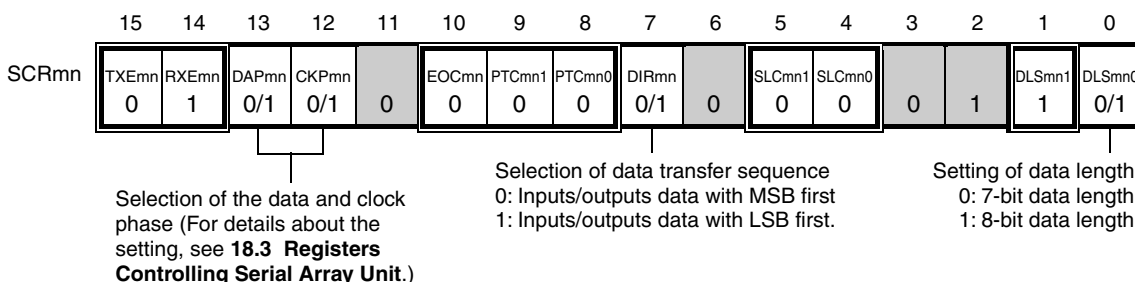 15 14 13 12 11 10 9 8 7 6 5 4 3 2 1 0
SCRmn
TXEmn RXEmn DAPmn CKPmn EOCmn PTCmn1 PTCmn0 DIRmn SLCmn1 SLCmn0 DLSmn1 DLSmn0
0 1 0/1 0/1 0 0 0 0 0/1 0 0 0 0 1 1 0/1
Selection of the data and clock
phase (For details about the
setting, see 18.3 Registers
Controlling Serial Array Unit.)
Selection of data transfer sequence
0: Inputs/outputs data with MSB first
1: Inputs/outputs data with LSB first.
Setting of data length
0: 7-bit data length
1: 8-bit data length